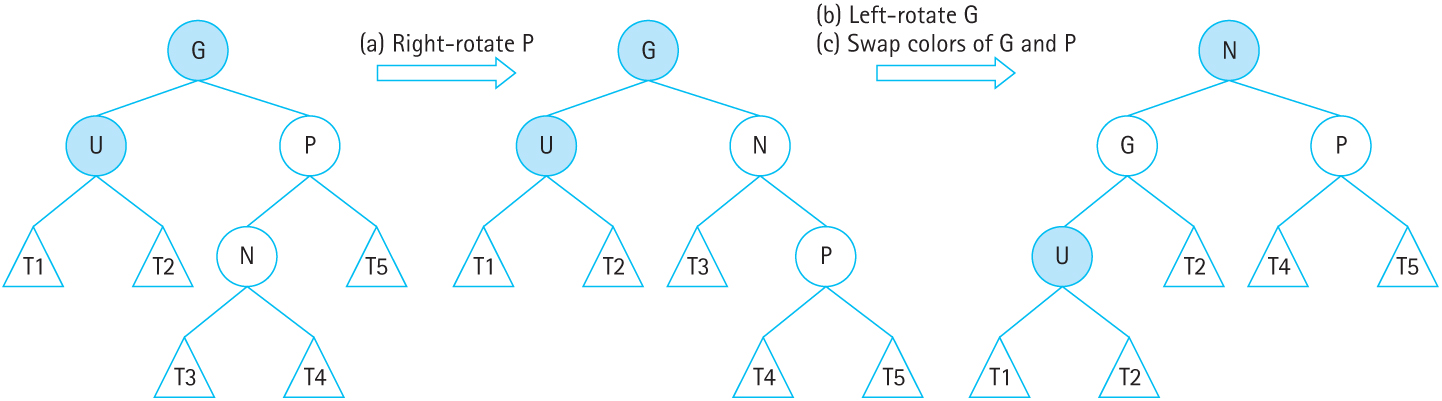 (a) Right-rotate P
(b) Left-rotate G
(c) Swap colors of G and P
G
U
P
T1
T2
N
T5
T3
T4
G
U
N
T1
T2
T3
P
T4
T5
N
G
P
U
T2
T4
T5
T1
T2